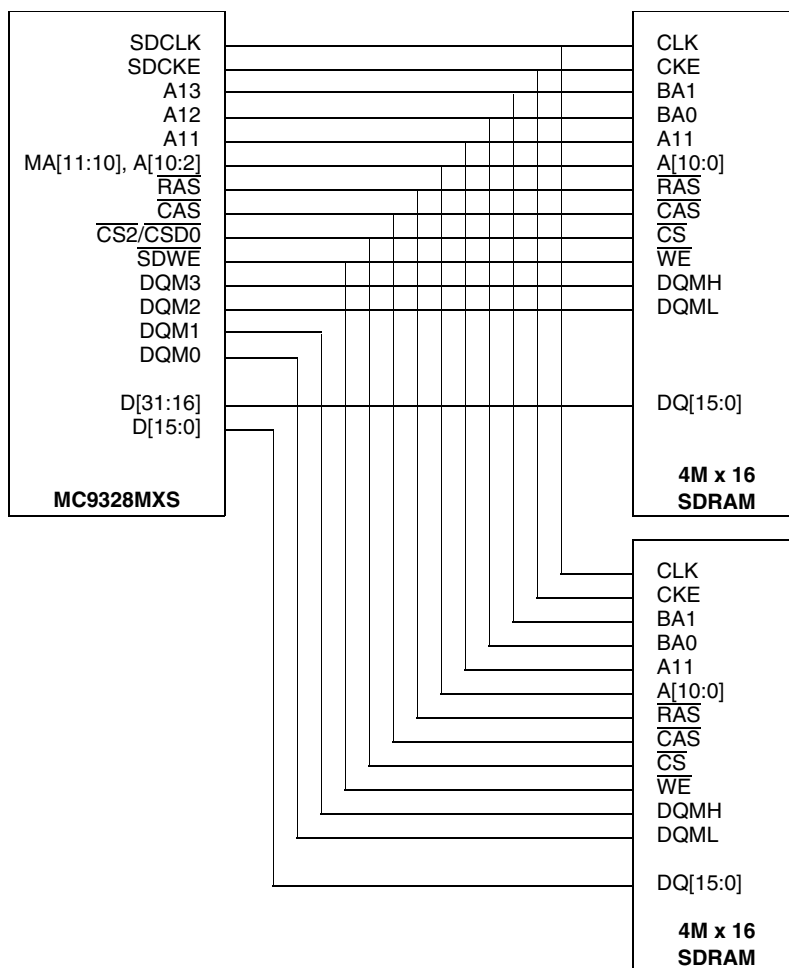 SDCLK
SDCKE
A13
A12
A11
MA[11:10], A[10:2]
RAS
CAS
CS2/CSD0
SDWE
DQM3
DQM2
DQM1
DQM0
D[31:16]
D[15:0]
MC9328MXS
CLK
CKE
BA1
BA0
A11
A[10:0]
RAS
CAS
CS
WE
DQMH
DQML
DQ[15:0]
4M x 16
SDRAM
CLK
CKE
BA1
BA0
A11
A[10:0]
RAS
CAS
CS
WE
DQMH
DQML
DQ[15:0]
4M x 16
SDRAM